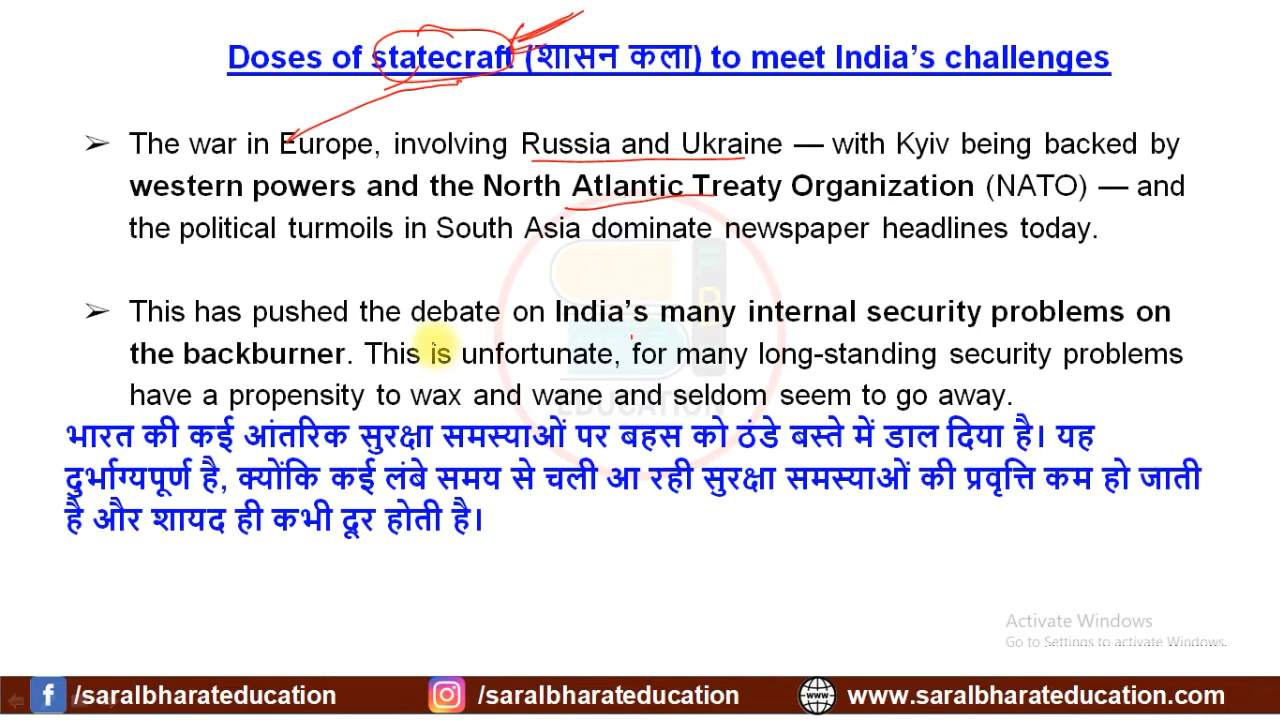 Doses of statecraft (शासन कला) to meet India's challenges
➢ The war in Europe, involving Russia and Ukraine — with Kyiv being backed by
western powers and the North Atlantic Treaty Organization (NATO) — and
the political turmoils in South Asia dominate newspaper headlines today.
➢ This has pushed the debate on India's many internal security problems on
the backburner. This is unfortunate, for many long-standing security problems
have a propensity to wax and wane and seldom seem to go away.
EDUCATION
भारत की कई आंतरिक सुरक्षा समस्याओं पर बहस को ठंडे बस्ते में डाल दिया है। यह
दुर्भाग्यपूर्ण है, क्योंकि कई लंबे समय से चली आ रही सुरक्षा समस्याओं की प्रवृत्ति कम हो जाती
है और शायद ही कभी दूर होती है।
Activate Windows
Go to Settings to activate Windows.
/saralbharateducation /saralbharateducation www.saralbharateducation.com